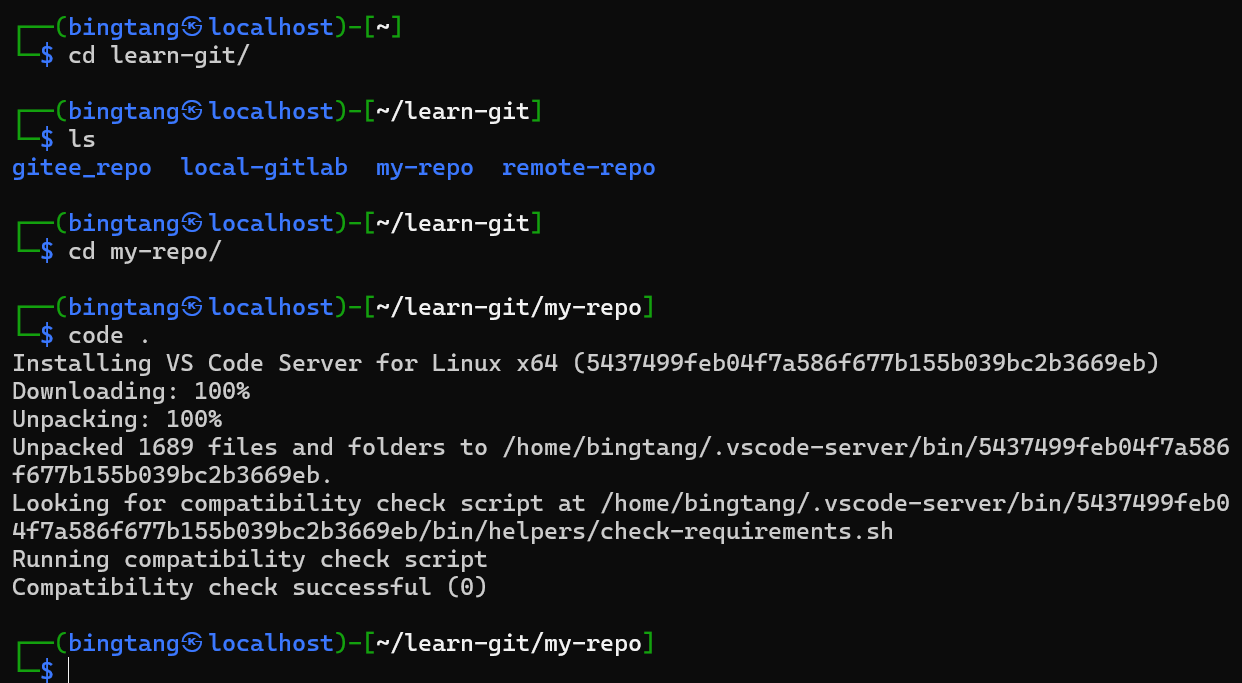 ┌──(bingtang㉿localhost)-[~]
└─$ cd learn-git/
┌──(bingtang㉿localhost)-[~/learn-git]
└─$ ls
gitee_repo  local-gitlab  my-repo  remote-repo
┌──(bingtang㉿localhost)-[~/learn-git]
└─$ cd my-repo/
┌──(bingtang㉿localhost)-[~/learn-git/my-repo]
└─$ code .
Installing VS Code Server for Linux x64 (5437499feb04f7a586f677b155b039bc2b3669eb)
Downloading: 100%
Unpacking: 100%
Unpacked 1689 files and folders to /home/bingtang/.vscode-server/bin/5437499feb04f7a586
f677b155b039bc2b3669eb.
Looking for compatibility check script at /home/bingtang/.vscode-server/bin/5437499feb0
4f7a586f677b155b039bc2b3669eb/bin/helpers/check-requirements.sh
Running compatibility check script
Compatibility check successful (0)
┌──(bingtang㉿localhost)-[~/learn-git/my-repo]
└─$